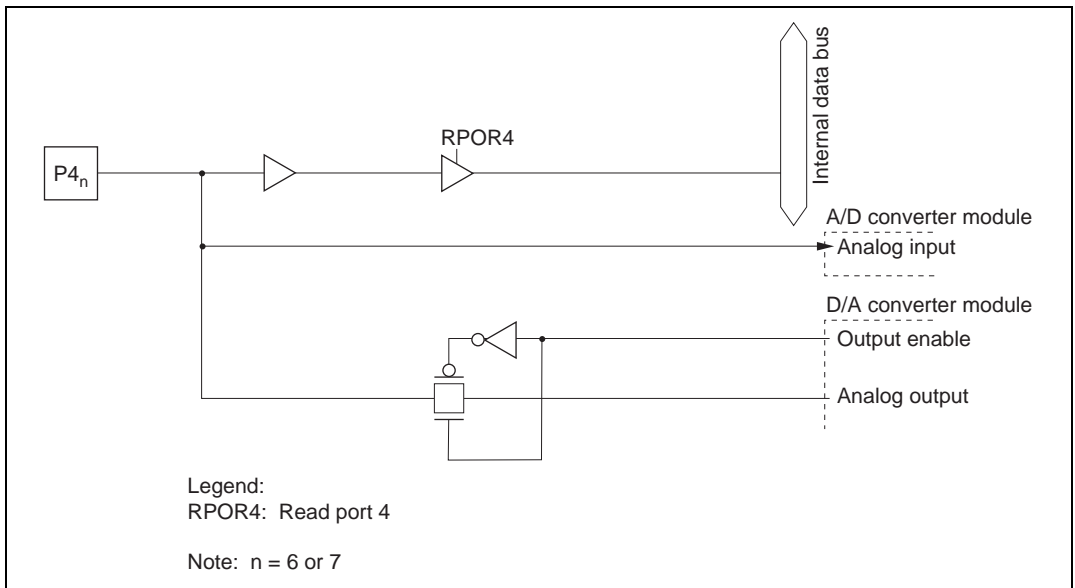 Internal data bus
RPOR4
P4n
A/D converter module
Analog input
D/A converter module
Output enable
Analog output
Legend:
RPOR4: Read port 4
Note: n = 6 or 7